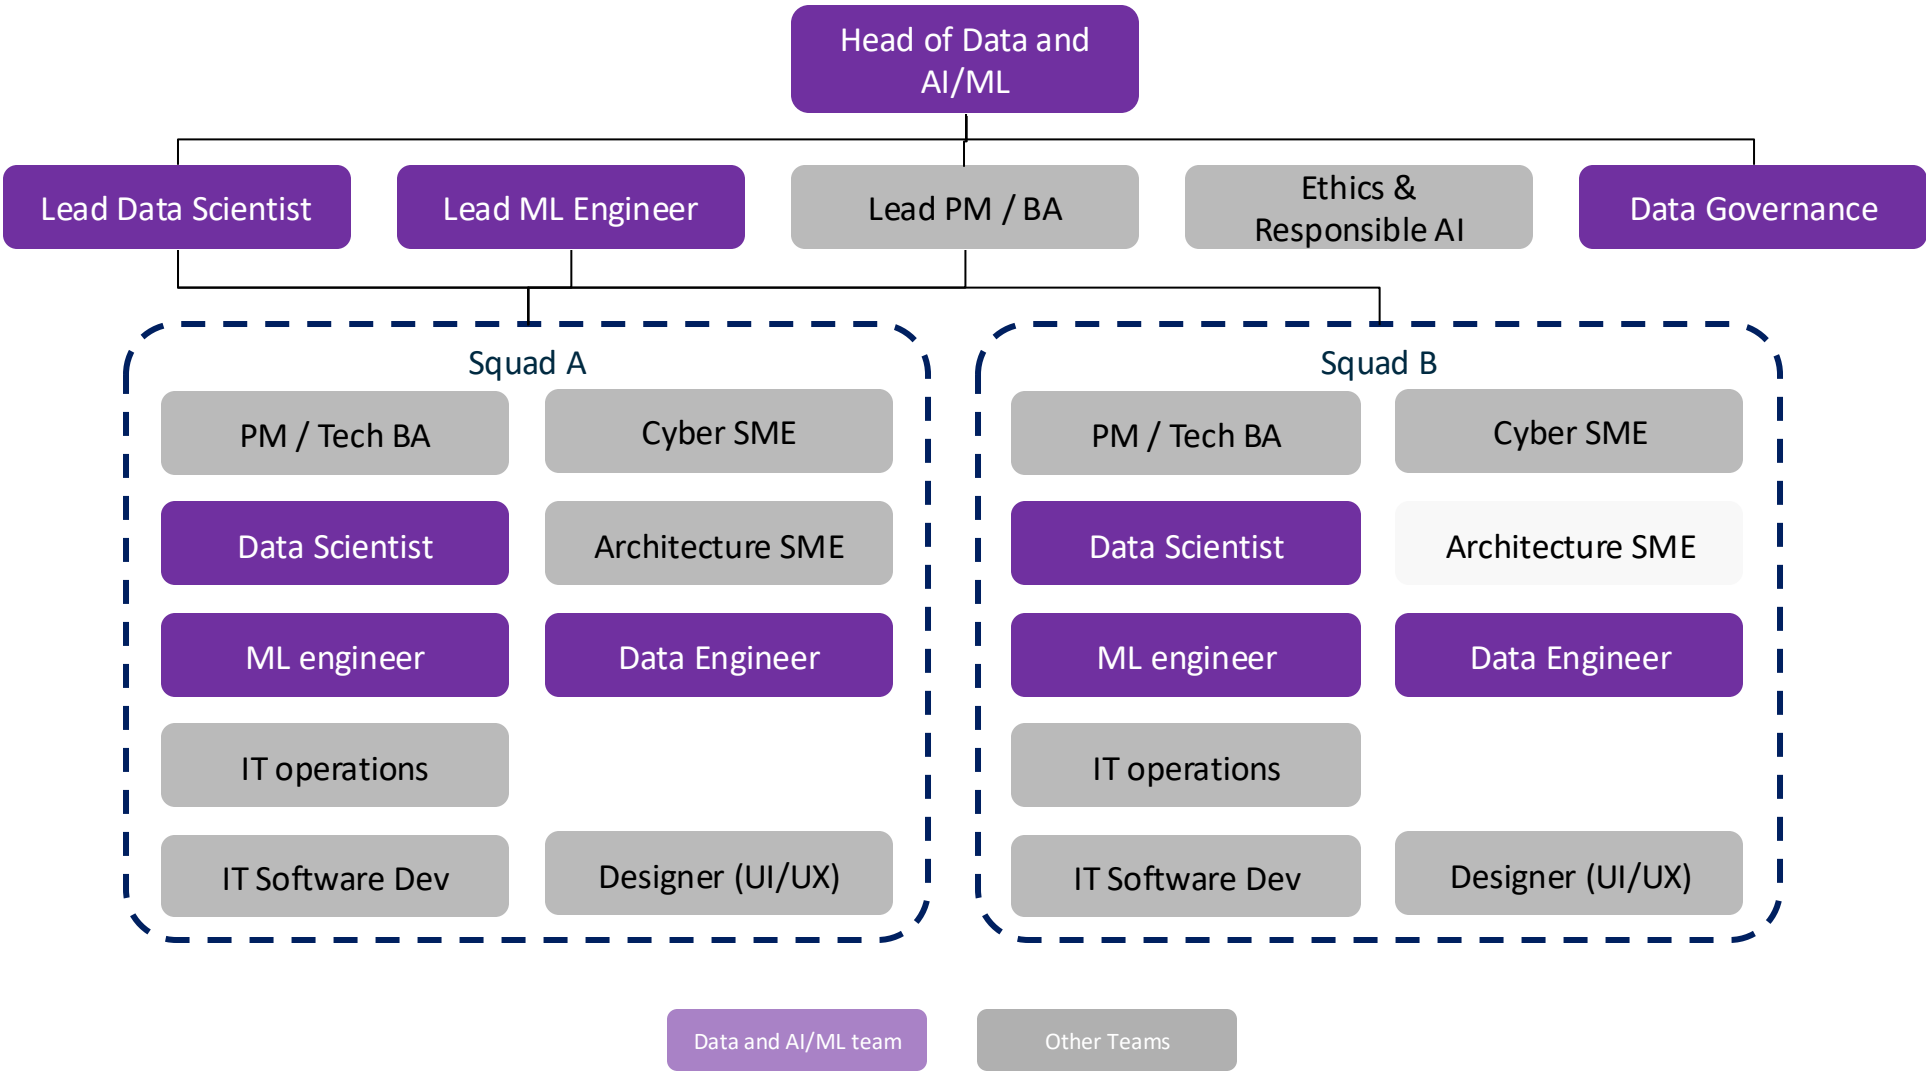 Head of Data and
AI/ML
Lead Data Scientist
Lead ML Engineer
Lead PM / BA
Ethics &
Responsible AI
Data Governance
Squad A
PM / Tech BA
Cyber SME
Data Scientist
Architecture SME
ML engineer
Data Engineer
IT operations
IT Software Dev
Designer (UI/UX)
Squad B
PM / Tech BA
Cyber SME
Data Scientist
Architecture SME
ML engineer
Data Engineer
IT operations
IT Software Dev
Designer (UI/UX)
Data and AI/ML team
Other Teams